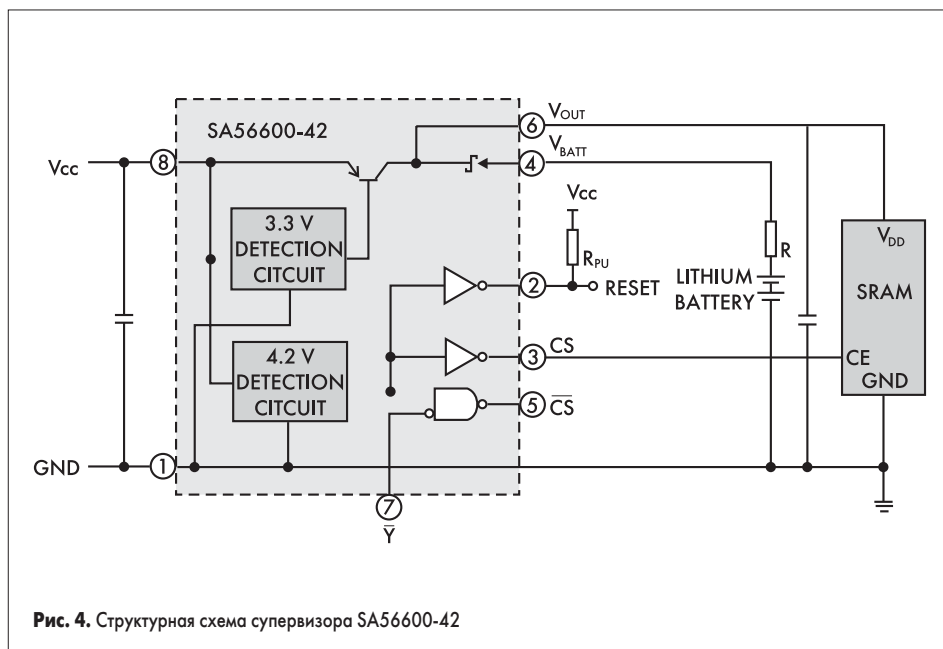 SA56600-42
Vcc
8
6
VOUT
4
VBATT
3.3 V
DETECTION
CITCUIT
Vcc
RPU
2
RESET
R
LITHIUM
BATTERY
VDD
SRAM
CE
GND
3
CS
4.2 V
DETECTION
CITCUIT
5
C̅S̅
GND
1
7
Y̅
Рис. 4. Структурная схема супервизора SA56600-42